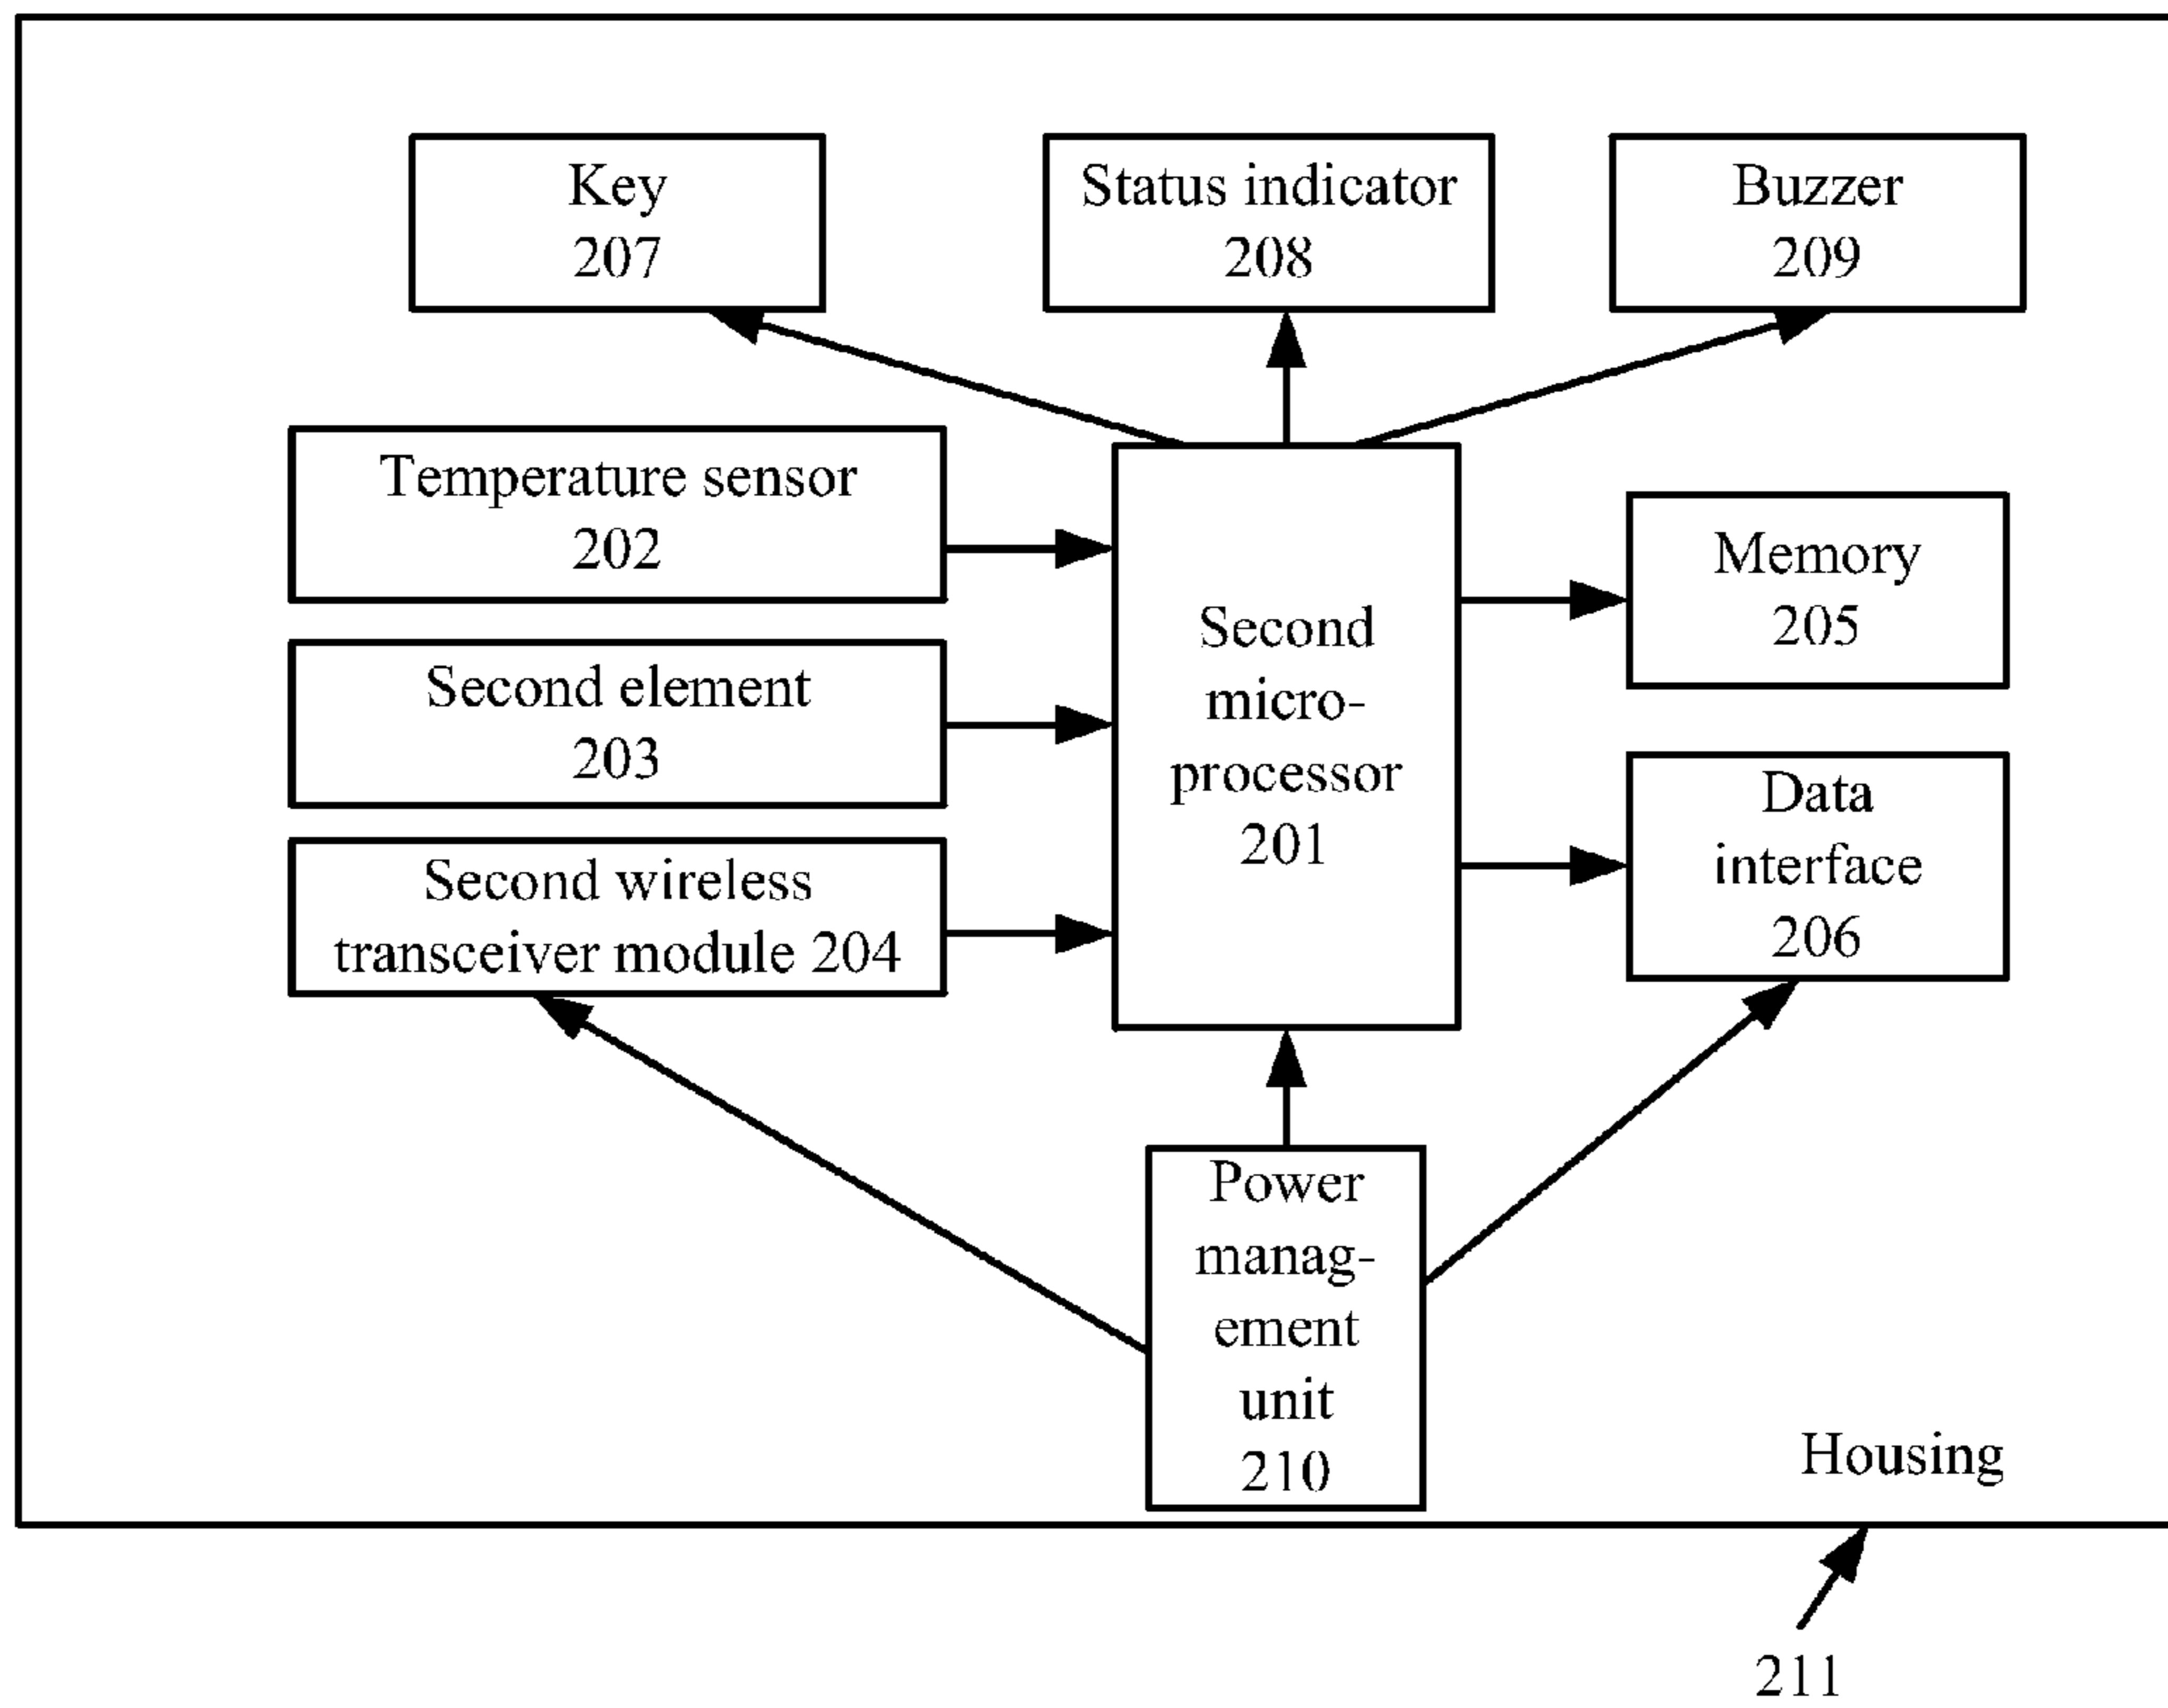 Key
207
Status indicator
208
Buzzer
209
Temperature sensor
202
Second element
203
Second wireless
transceiver module 204
Second
micro-
processor
201
Memory
205
Data
interface
206
Power
manag-
ement
unit
210
Housing
211